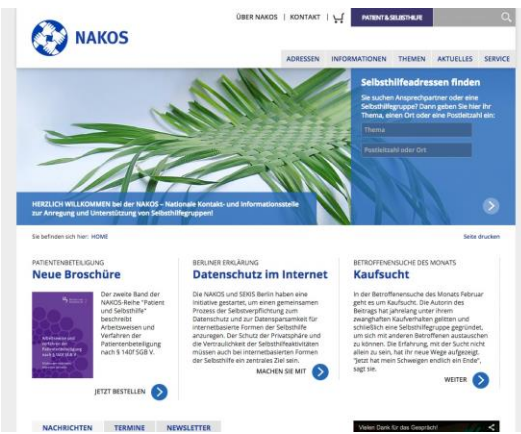 ÜBER NAKOS | KONTAKT |
PATIENT & SELBSTHILFE
NAKOS
ADRESSEN INFORMATIONEN THEMEN AKTUELLES SERVICE
Selbsthilfeadressen finden
Sie suchen Ansprechpartner oder eine
Selbsthilfegruppe? Dann geben Sie hier Ihr
Thema, einen Ort oder eine Postleitzahl ein:
Thema
Postleitzahl oder Ort
HERZLICH WILLKOMMEN bei der NAKOS – Nationale Kontakt- und Informationsstelle
zur Anregung und Unterstützung von Selbsthilfegruppen!
Sie befinden sich hier: HOME
Seite drucken
PATIENTENBETEILIGUNG
Neue Broschüre
Der zweite Band der
NAKOS-Reihe "Patient
und Selbsthilfe"
beschreibt
Arbeitsweisen und
Verfahren der
Patientenbeteiligung
nach § 140f SGB V.
Arbeitsweisen und
Verfahren der
Patientenbeteiligung
nach § 140f SGB V
JETZT BESTELLEN
BERLINER ERKLÄRUNG
Datenschutz im Internet
Die NAKOS und SEKIS Berlin haben eine
Initiative gestartet, um einen gemeinsamen
Prozess der Selbstverpflichtung zum
Datenschutz und zur Datensparsamkeit für
internetbasierte Formen der Selbsthilfe
anzuregen. Der Schutz der Privatsphäre und
die Vertraulichkeit der Selbsthilfeaktivitäten
müssen auch bei internetbasierten Formen
der Selbsthilfe ein zentrales Ziel sein.
MACHEN SIE MIT
BETROFFENENSUCHE DES MONATS
Kaufsucht
In der Betroffenensuche des Monats Februar
geht es um Kaufsucht. Die Autorin des
Beitrags hat jahrelang unter ihrem
zwanghaften Kaufverhalten gelitten und
schließlich eine Selbsthilfegruppe gegründet,
um sich mit anderen Betroffenen austauschen
zu können. Die Erfahrung, mit der Sucht nicht
allein zu sein, hat ihr neue Wege aufgezeigt.
"Jetzt hat mein Schweigen endlich ein Ende",
sagt sie.
WEITER
NACHRICHTEN TERMINE NEWSLETTER
Vielen Dank für das Gespräch!